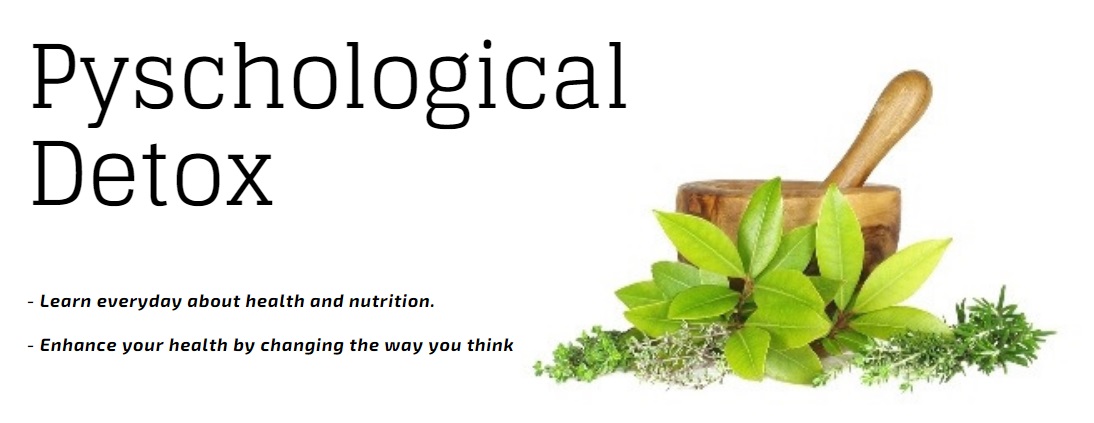 Pyschological
Detox
- Learn everyday about health and nutrition.
- Enhance your health by changing the way you think